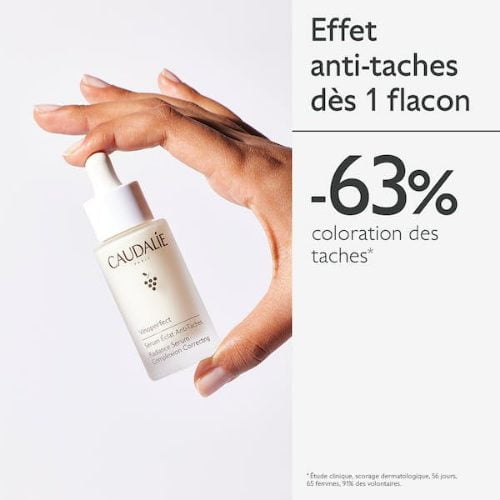 Effet
anti-taches
dès 1 flacon
-63%
coloration des
taches*
CAUDALIE
PARIS
Vinoperfect
Sérum Éclat Anti-Taches
Radiance Serum
Complexion Correcting
*Étude clinique, scorage dermatologique, 56 jours,
65 femmes, 91% des volontaires.